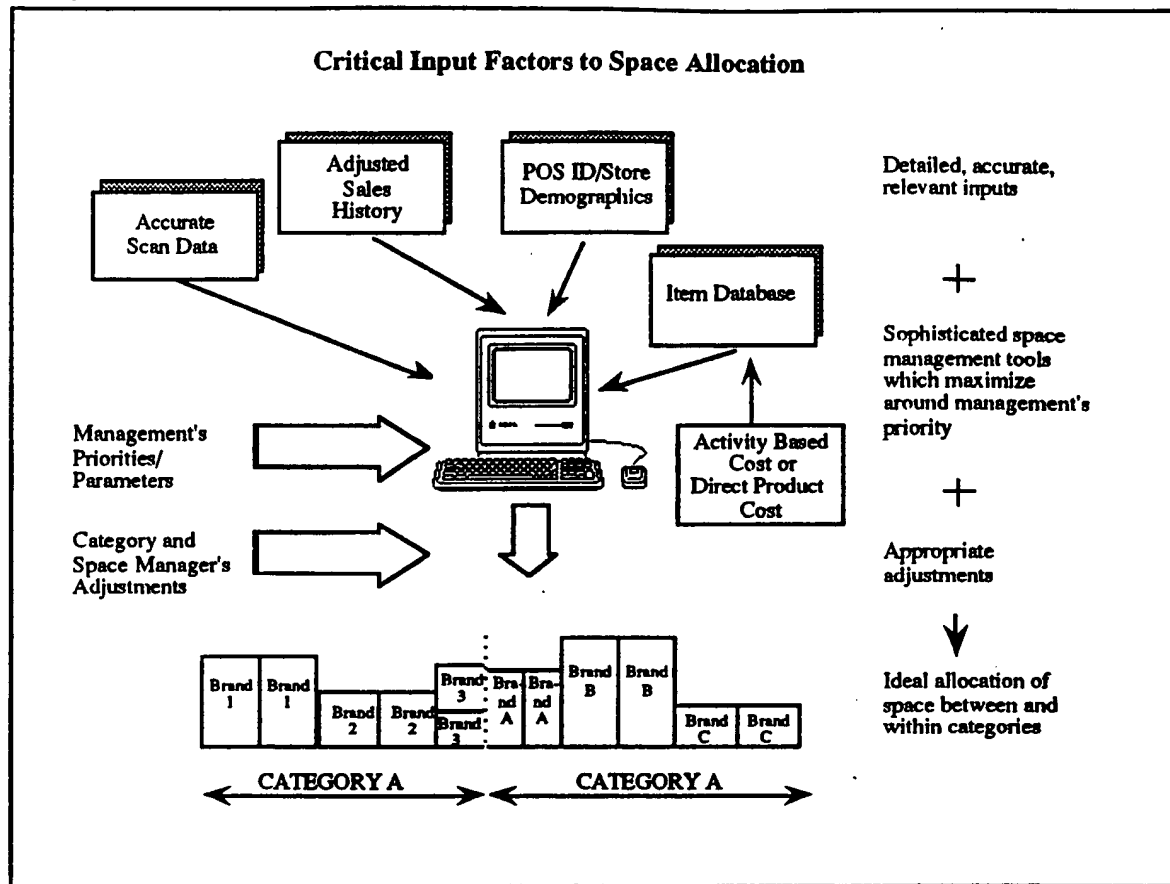 Critical Input Factors to Space Allocation
Accurate
Scan Data
Adjusted
Sales
History
POS ID/Store
Demographics
Item Database
Activity Based
Cost or
Direct Product
Cost
Management's
Priorities/
Parameters
Category and
Space Manager's
Adjustments
Detailed, accurate,
relevant inputs
+
Sophisticated space
management tools
which maximize
around management's
priority
+
Appropriate
adjustments
Ideal allocation of
space between and
within categories
Brand
1
Brand
1
Brand
2
Brand
2
Brand
3
Brand
3
Bra-
nd
A
Bra-
nd
A
Brand
B
Brand
B
Brand
C
Brand
C
CATEGORY A
CATEGORY A